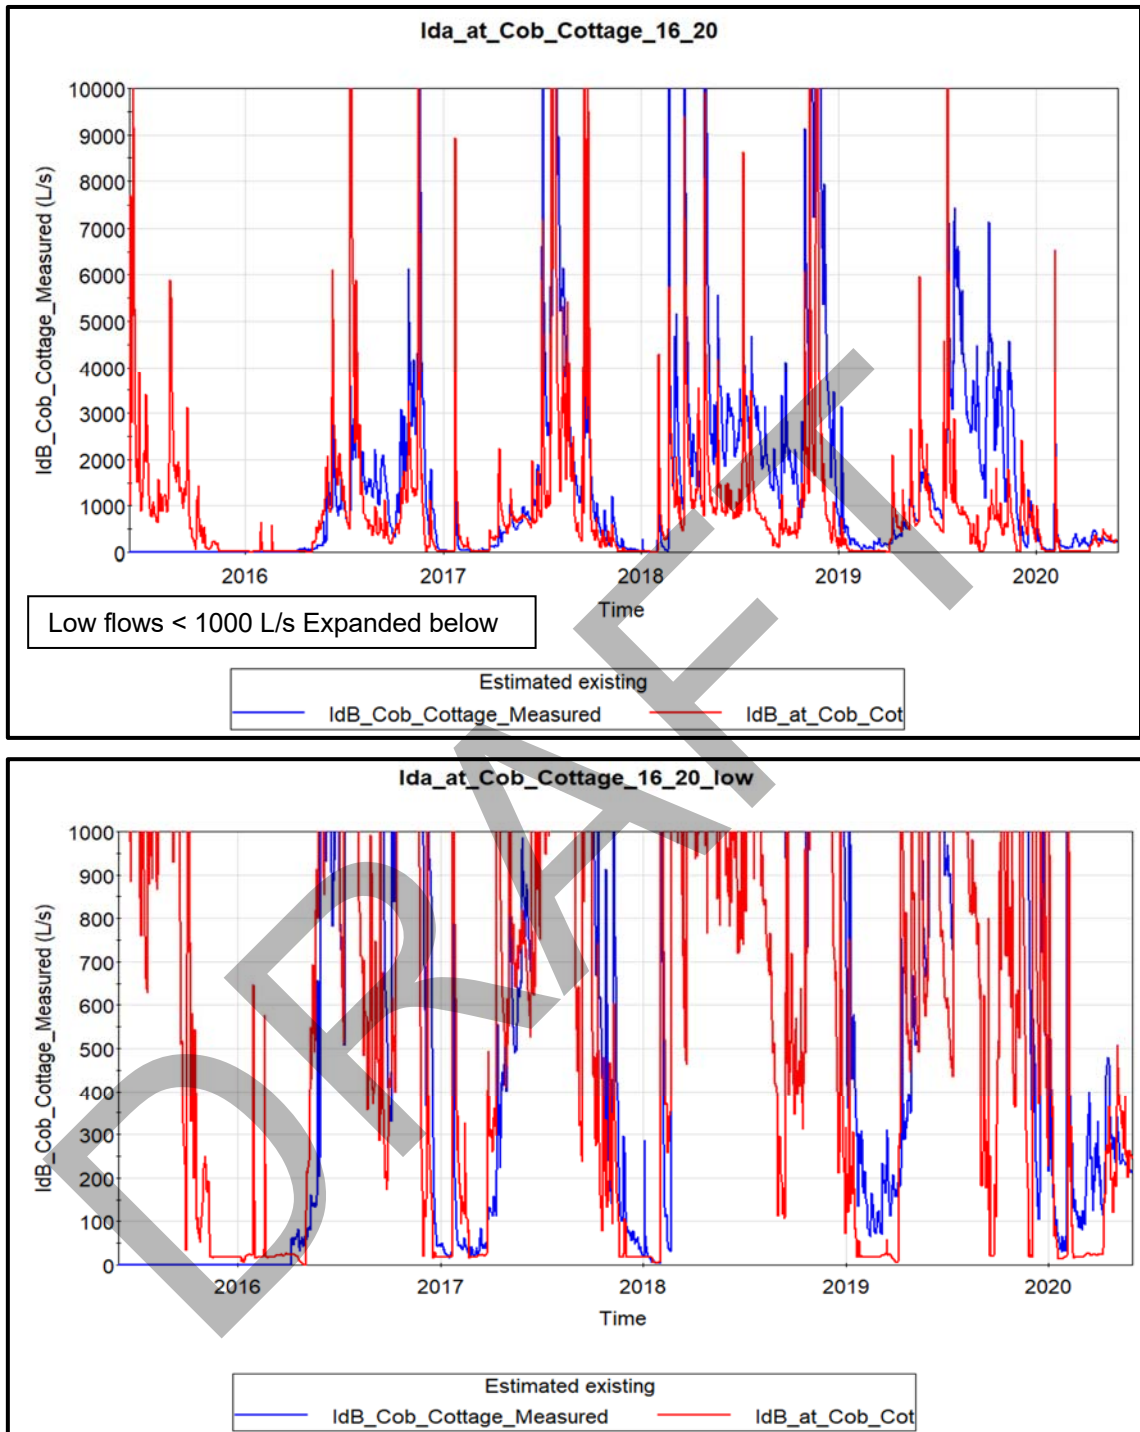 Ida_at_Cob_Cottage_16_20
IdB_Cob_Cottage_Measured (L/s)
10000
9000
8000
7000
6000
5000
4000
3000
2000
1000
0
2016 2017 2018 2019 2020
Time
Low flows < 1000 L/s Expanded below
Estimated existing
IdB_Cob_Cottage_Measured IdB_at_Cob_Cot
Ida_at_Cob_Cottage_16_20_low
IdB_Cob_Cottage_Measured (L/s)
1000
900
800
700
600
500
400
300
200
100
0
2016 2017 2018 2019 2020
Time
Estimated existing
IdB_Cob_Cottage_Measured IdB_at_Cob_Cot
DRAFT